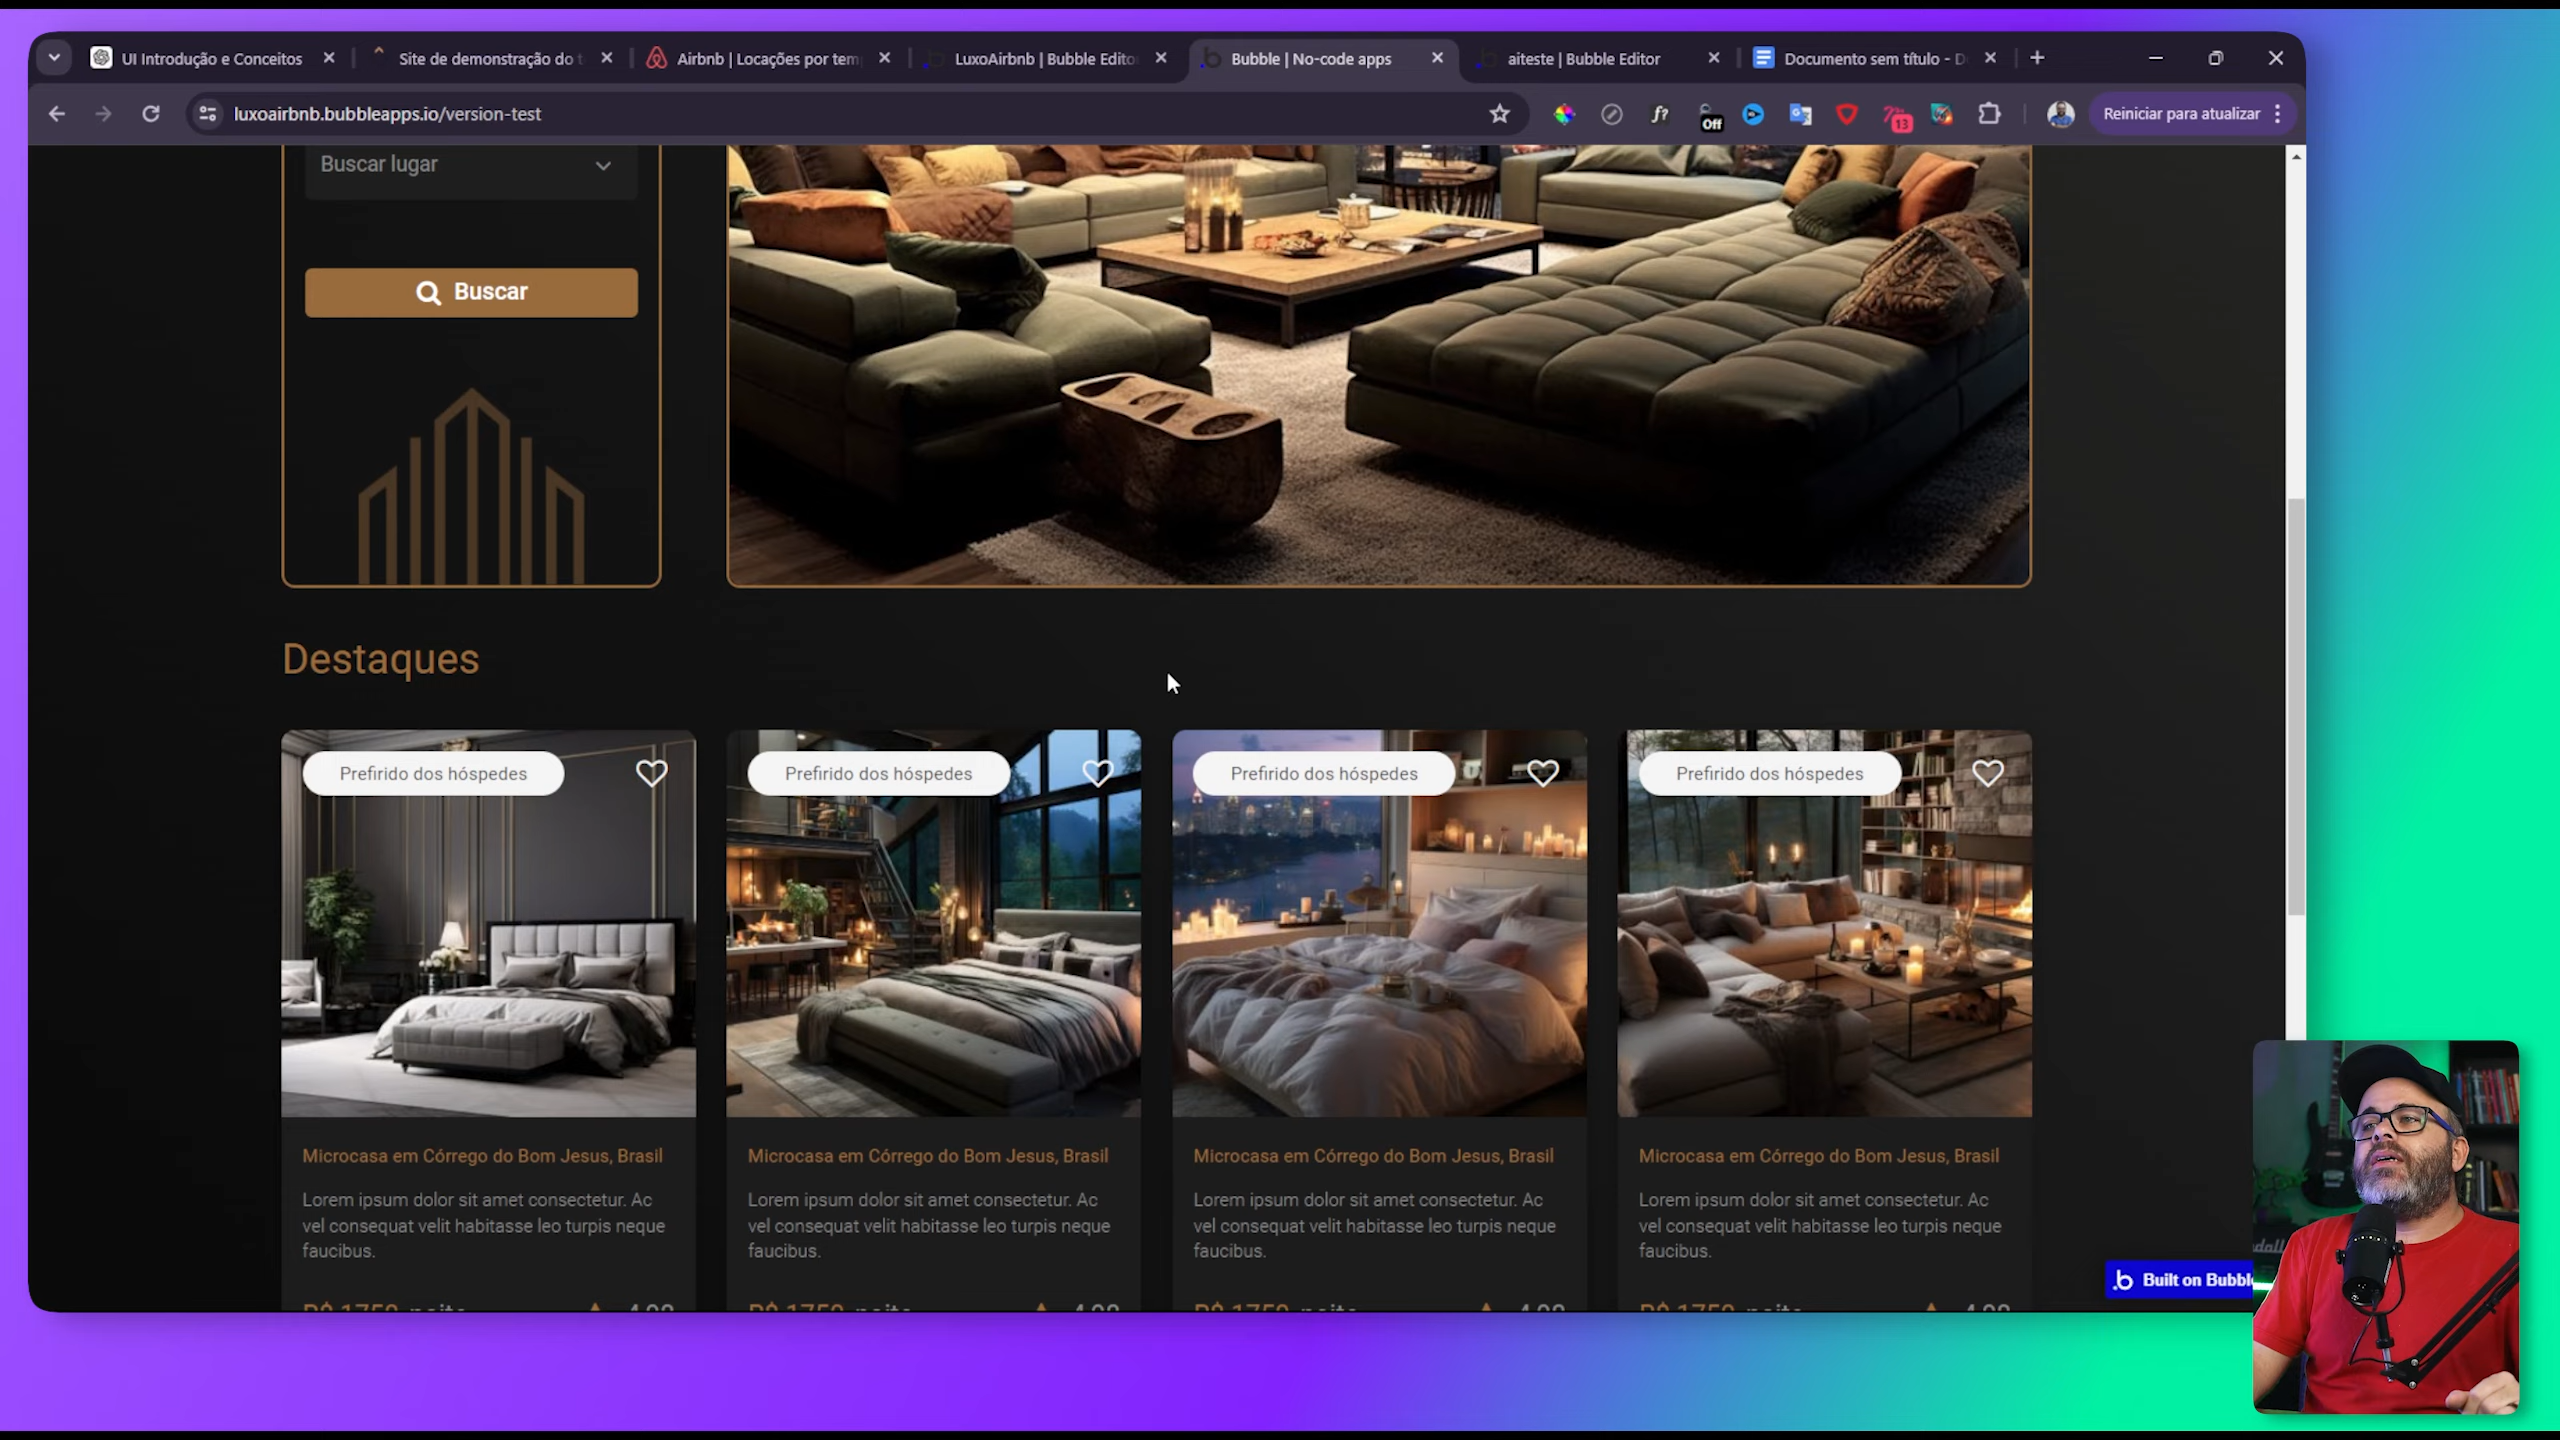 UI Introdução e Conceitos
Site de demonstração do t
Airbnb | Locações por tem
LuxoAirbnb | Bubble Edito
Bubble | No-code apps
aiteste | Bubble Editor
Documento sem título - D
luxoairbnb.bubbleapps.io/version-test
f?
Off
13
Reiniciar para atualizar
Buscar lugar
Buscar
Destaques
Prefirido dos hóspedes
Prefirido dos hóspedes
Prefirido dos hóspedes
Prefirido dos hóspedes
Microcasa em Córrego do Bom Jesus, Brasil
Lorem ipsum dolor sit amet consectetur. Ac
vel consequat velit habitasse leo turpis neque
faucibus.
Microcasa em Córrego do Bom Jesus, Brasil
Lorem ipsum dolor sit amet consectetur. Ac
vel consequat velit habitasse leo turpis neque
faucibus.
Microcasa em Córrego do Bom Jesus, Brasil
Lorem ipsum dolor sit amet consectetur. Ac
vel consequat velit habitasse leo turpis neque
faucibus.
Microcasa em Córrego do Bom Jesus, Brasil
Lorem ipsum dolor sit amet consectetur. Ac
vel consequat velit habitasse leo turpis neque
faucibus.
Built on Bubble